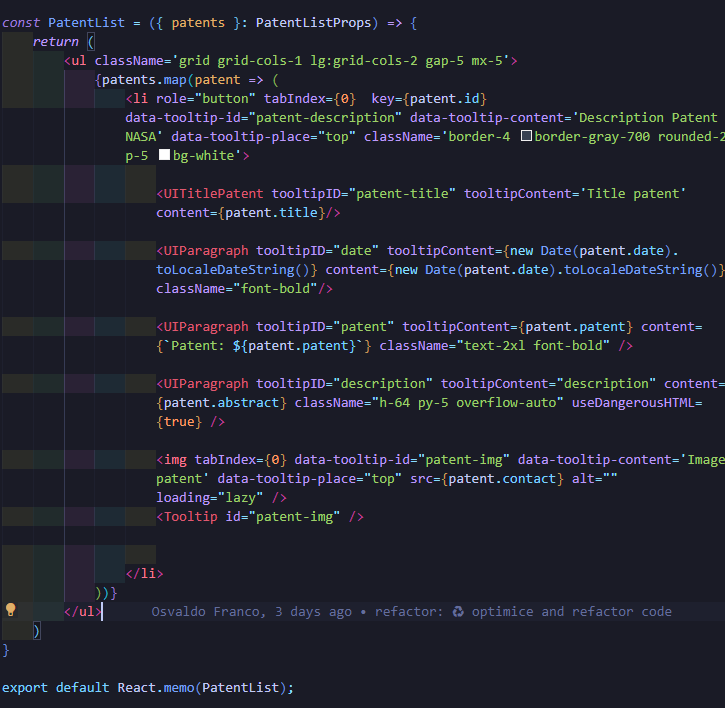 const PatentList = ({ patents }: PatentListProps) => {
return (
<ul className='grid grid-cols-1 lg:grid-cols-2 gap-5 mx-5'>
{patents.map(patent => (
<li role="button" tabIndex={0}  key={patent.id}
data-tooltip-id="patent-description" data-tooltip-content='Description Patent
NASA' data-tooltip-place="top" className='border-4 border-gray-700 rounded-2
p-5 bg-white'>
<UITitlePatent tooltipID="patent-title" tooltipContent='Title patent'
content={patent.title}/>
<UIParagraph tooltipID="date" tooltipContent={new Date(patent.date).
toLocaleDateString()} content={new Date(patent.date).toLocaleDateString()}
className="font-bold"/>
<UIParagraph tooltipID="patent" tooltipContent={patent.patent} content=
{`Patent: ${patent.patent}`} className="text-2xl font-bold" />
<UIParagraph tooltipID="description" tooltipContent="description" content=
{patent.abstract} className="h-64 py-5 overflow-auto" useDangerousHTML=
{true} />
<img tabIndex={0} data-tooltip-id="patent-img" data-tooltip-content='Image
patent' data-tooltip-place="top" src={patent.contact} alt=""
loading="lazy" />
<Tooltip id="patent-img" />
</li>
))}
</ul> Osvaldo Franco, 3 days ago • refactor: ♻ optimice and refactor code
)
}
export default React.memo(PatentList);